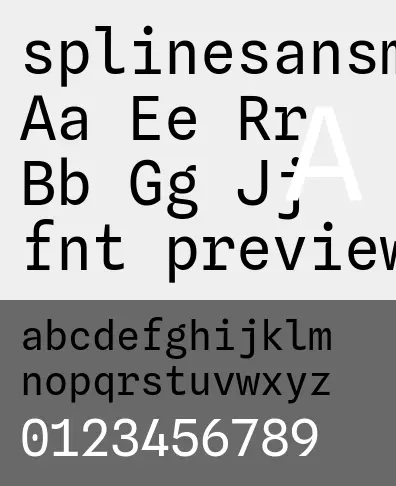 splinesansm
Aa Ee Rr
A
Bb Gg Jj
fnt preview
abcdefghijklm
nopqrstuvwxyz
0123456789